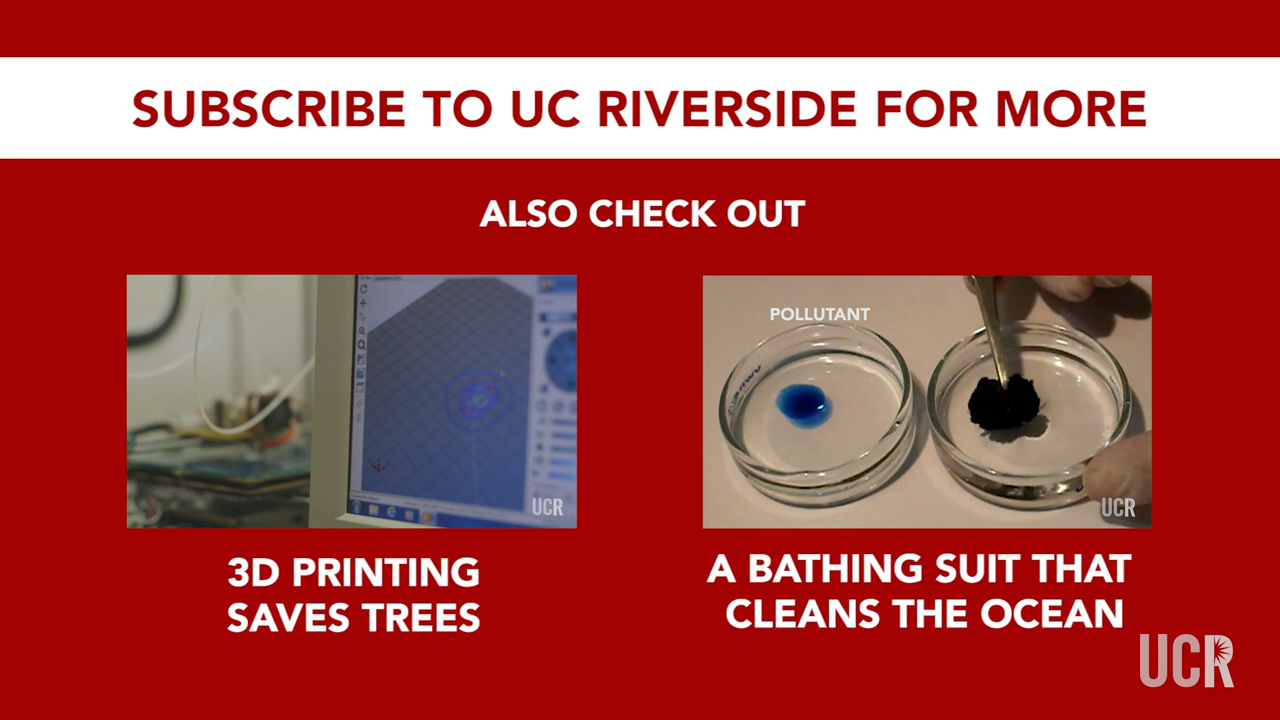 SUBSCRIBE TO UC RIVERSIDE FOR MORE
ALSO CHECK OUT
POLLUTANT
UCR
UCR
3D PRINTING
SAVES TREES
A BATHING SUIT THAT
CLEANS THE OCEAN
UCR